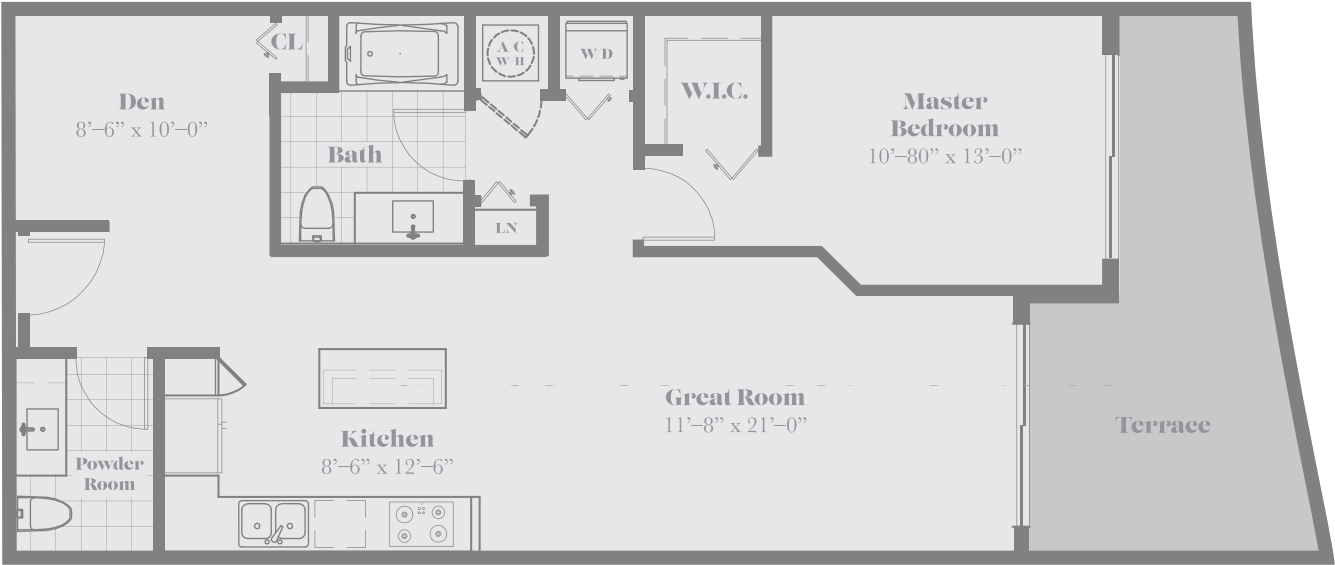 CL
A/C
W/H
W/D
Den
8'–6" x 10'–0"
W.I.C.
Master
Bedroom
10'–80" x 13'–0"
Bath
LN
Great Room
11'–8" x 21'–0"
Terrace
Kitchen
8'–6" x 12'–6"
Powder
Room